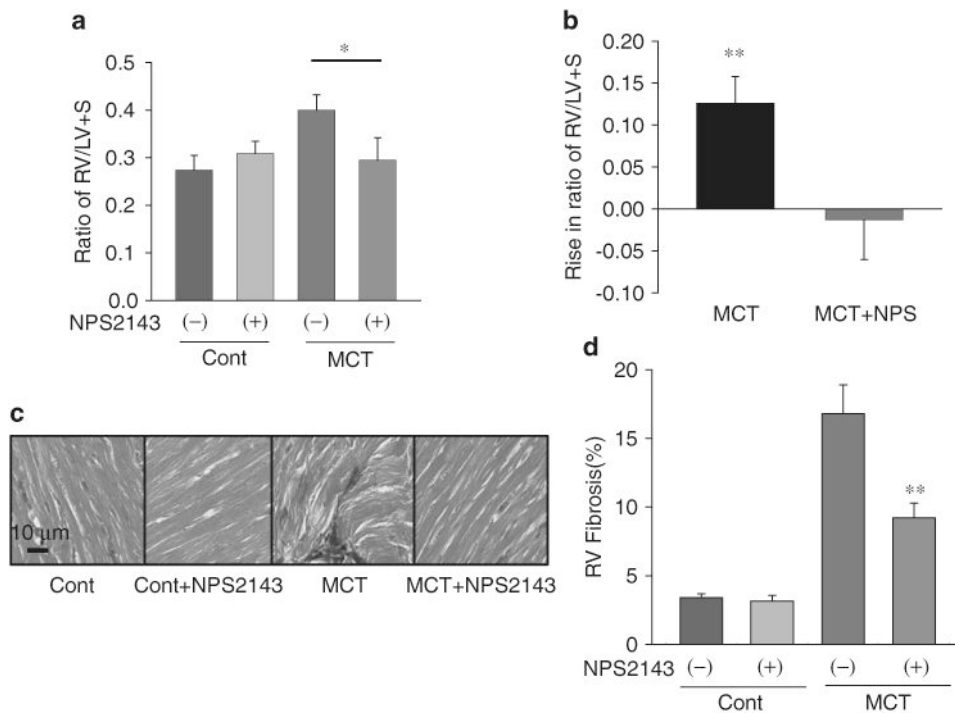 a
Ratio of RV/LV+S
0.5
0.4
0.3
0.2
0.1
0.0
*
NPS2143 (−) (+) (−) (+)
Cont MCT
b
Rise in ratio of RV/LV+S
0.20
0.15
0.10
0.05
0.00
-0.05
-0.10
**
MCT MCT+NPS
c
10 μm
Cont Cont+NPS2143 MCT MCT+NPS2143
d
RV Fibrosis(%)
20
15
10
5
0
**
NPS2143 (−) (+) (−) (+)
Cont MCT